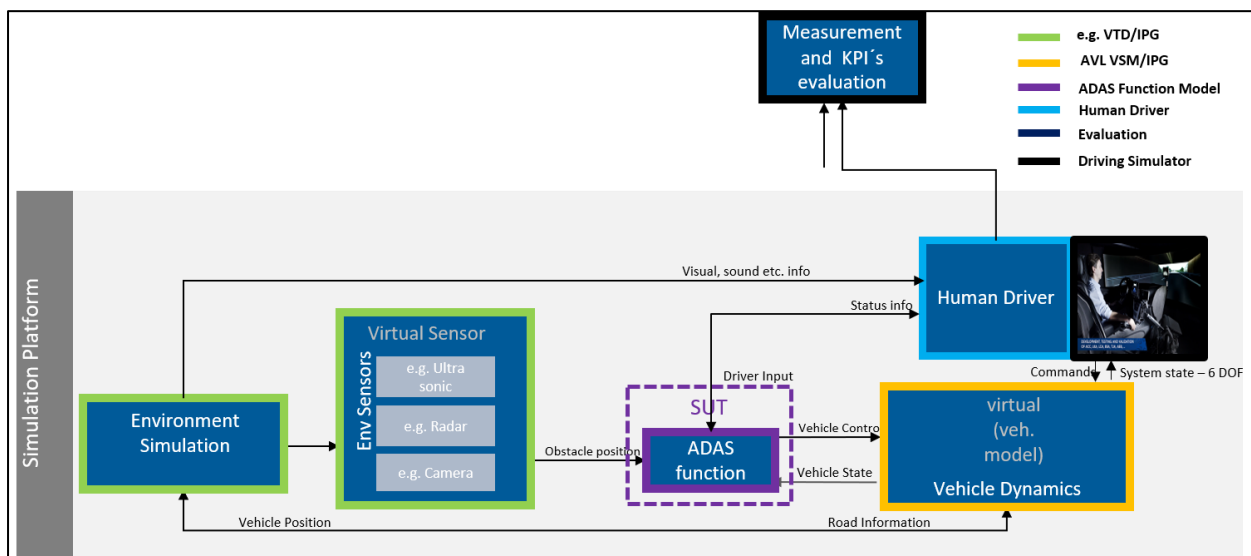 Measurement
and KPI´s
evaluation
e.g. VTD/IPG
AVL VSM/IPG
ADAS Function Model
Human Driver
Evaluation
Driving Simulator
Simulation Platform
Visual, sound etc. info
Status info
Human Driver
Commands
System state – 6 DOF
Virtual Sensor
Env Sensors
e.g. Ultra
sonic
e.g. Radar
e.g. Camera
Environment
Simulation
Driver Input
SUT
ADAS
function
Obstacle position
Vehicle Contro
Vehicle State
virtual
(veh.
model)
Vehicle Dynamics
Vehicle Position
Road Information